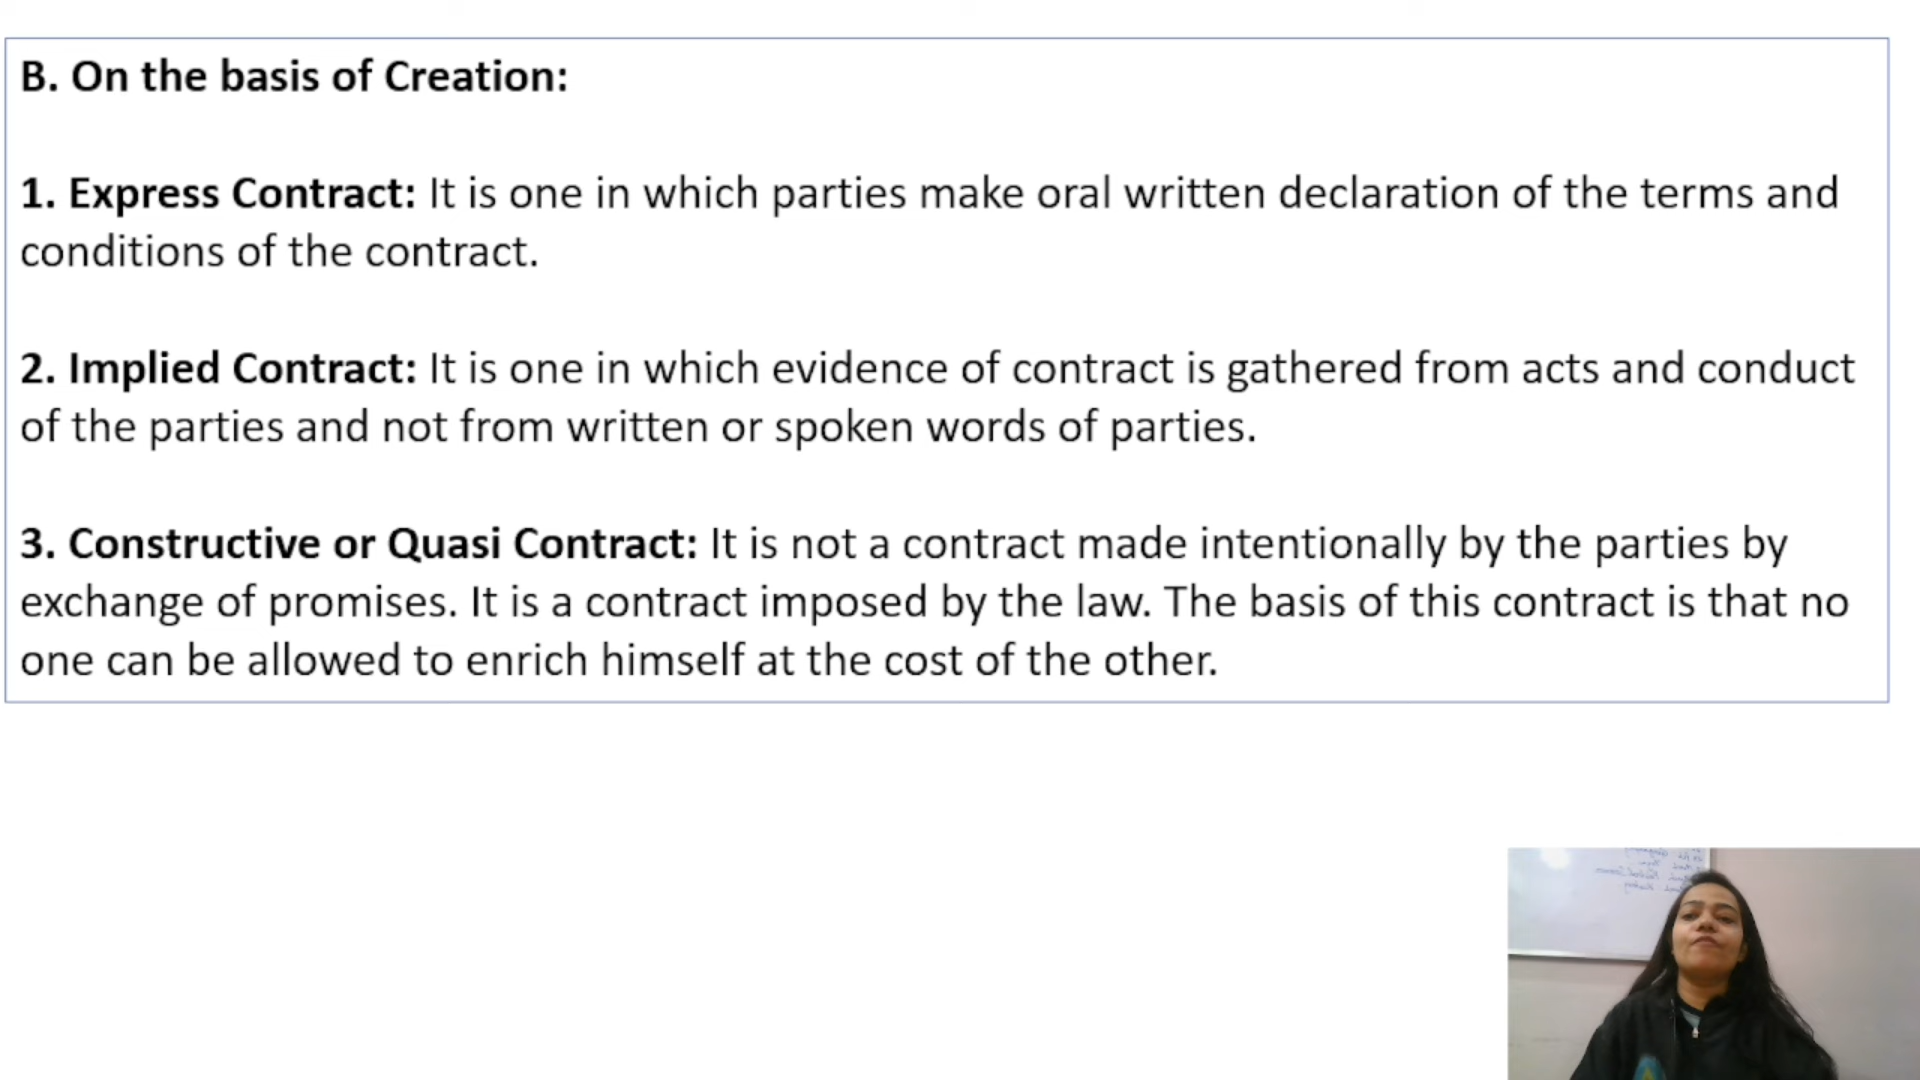 B. On the basis of Creation:
1. Express Contract: It is one in which parties make oral written declaration of the terms and
conditions of the contract.
2. Implied Contract: It is one in which evidence of contract is gathered from acts and conduct
of the parties and not from written or spoken words of parties.
3. Constructive or Quasi Contract: It is not a contract made intentionally by the parties by
exchange of promises. It is a contract imposed by the law. The basis of this contract is that no
one can be allowed to enrich himself at the cost of the other.